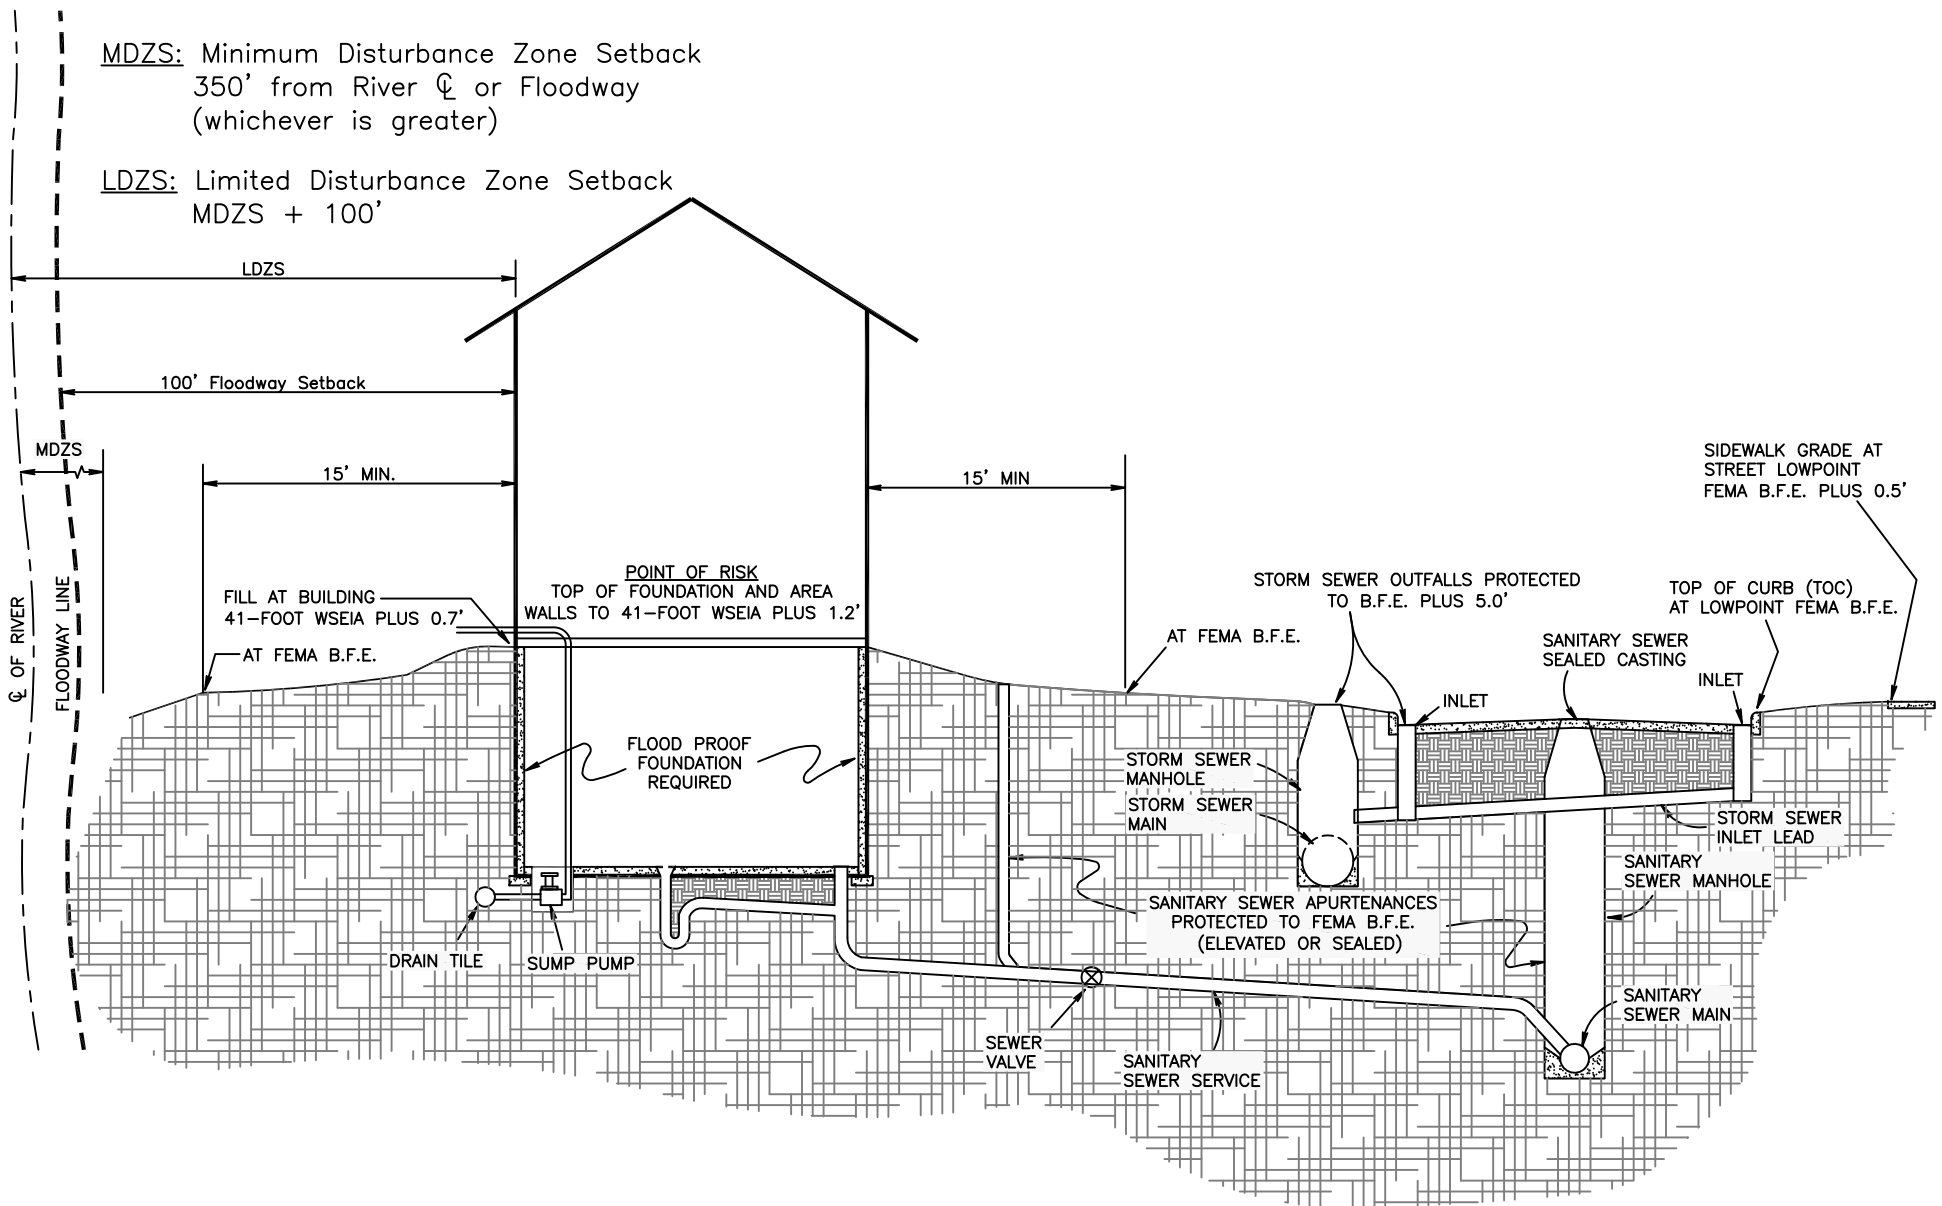 MDZS: Minimum Disturbance Zone Setback
350' from River ℄ or Floodway
(whichever is greater)
LDZS: Limited Disturbance Zone Setback
MDZS + 100'
LDZS
100' Floodway Setback
MDZS
15' MIN.
15' MIN
SIDEWALK GRADE AT
STREET LOWPOINT
FEMA B.F.E. PLUS 0.5'
℄ OF RIVER
FLOODWAY LINE
FILL AT BUILDING
41-FOOT WSEIA PLUS 0.7'
AT FEMA B.F.E.
POINT OF RISK
TOP OF FOUNDATION AND AREA
WALLS TO 41-FOOT WSEIA PLUS 1.2'
AT FEMA B.F.E.
STORM SEWER OUTFALLS PROTECTED
TO B.F.E. PLUS 5.0'
TOP OF CURB (TOC)
AT LOWPOINT FEMA B.F.E.
SANITARY SEWER
SEALED CASTING
INLET
INLET
FLOOD PROOF
FOUNDATION
REQUIRED
STORM SEWER
MANHOLE
STORM SEWER
MAIN
STORM SEWER
INLET LEAD
SANITARY
SEWER MANHOLE
SANITARY SEWER APURTENANCES
PROTECTED TO FEMA B.F.E.
(ELEVATED OR SEALED)
DRAIN TILE
SUMP PUMP
SEWER
VALVE
SANITARY
SEWER SERVICE
SANITARY
SEWER MAIN